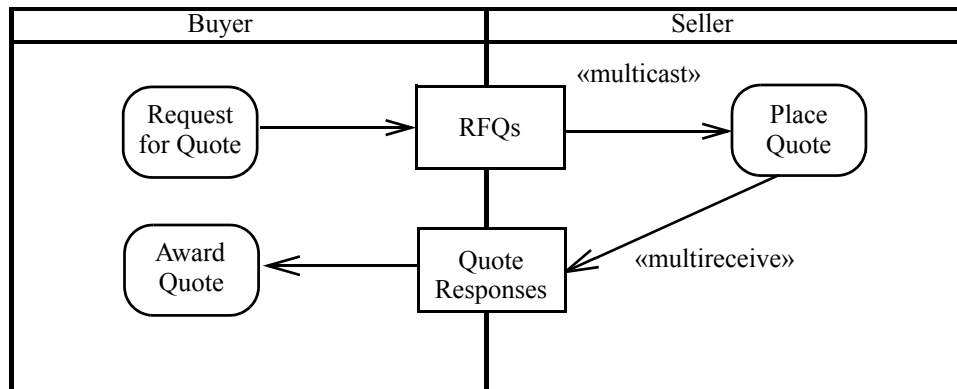 Buyer
Seller
«multicast»
Request
for Quote
RFQs
Place
Quote
Award
Quote
Quote
Responses
«multireceive»